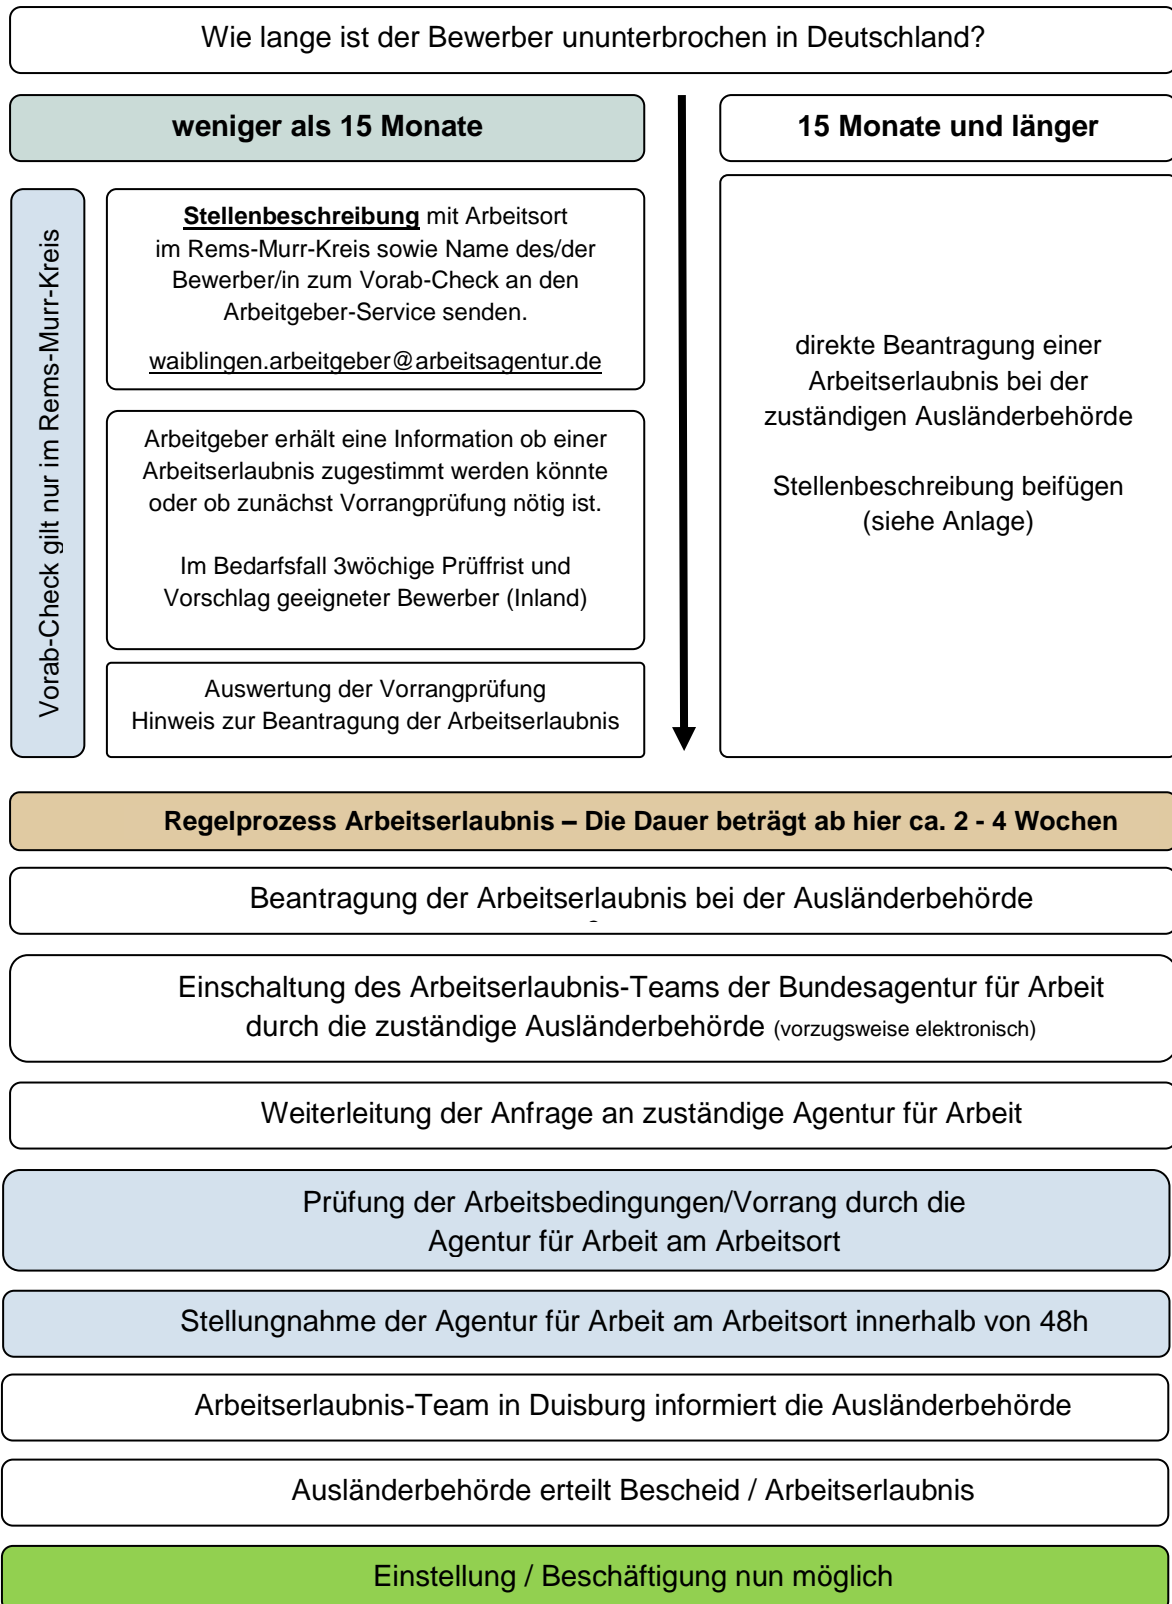 Wie lange ist der Bewerber ununterbrochen in Deutschland?
weniger als 15 Monate
15 Monate und länger
Vorab-Check gilt nur im Rems-Murr-Kreis
Stellenbeschreibung mit Arbeitsort
im Rems-Murr-Kreis sowie Name des/der
Bewerber/in zum Vorab-Check an den
Arbeitgeber-Service senden.
waiblingen.arbeitgeber@arbeitsagentur.de
Arbeitgeber erhält eine Information ob einer
Arbeitserlaubnis zugestimmt werden könnte
oder ob zunächst Vorrangprüfung nötig ist.
Im Bedarfsfall 3wöchige Prüffrist und
Vorschlag geeigneter Bewerber (Inland)
Auswertung der Vorrangprüfung
Hinweis zur Beantragung der Arbeitserlaubnis
direkte Beantragung einer
Arbeitserlaubnis bei der
zuständigen Ausländerbehörde
Stellenbeschreibung beifügen
(siehe Anlage)
Regelprozess Arbeitserlaubnis – Die Dauer beträgt ab hier ca. 2 - 4 Wochen
Beantragung der Arbeitserlaubnis bei der Ausländerbehörde
Einschaltung des Arbeitserlaubnis-Teams der Bundesagentur für Arbeit
durch die zuständige Ausländerbehörde (vorzugsweise elektronisch)
Weiterleitung der Anfrage an zuständige Agentur für Arbeit
Prüfung der Arbeitsbedingungen/Vorrang durch die
Agentur für Arbeit am Arbeitsort
Stellungnahme der Agentur für Arbeit am Arbeitsort innerhalb von 48h
Arbeitserlaubnis-Team in Duisburg informiert die Ausländerbehörde
Ausländerbehörde erteilt Bescheid / Arbeitserlaubnis
Einstellung / Beschäftigung nun möglich